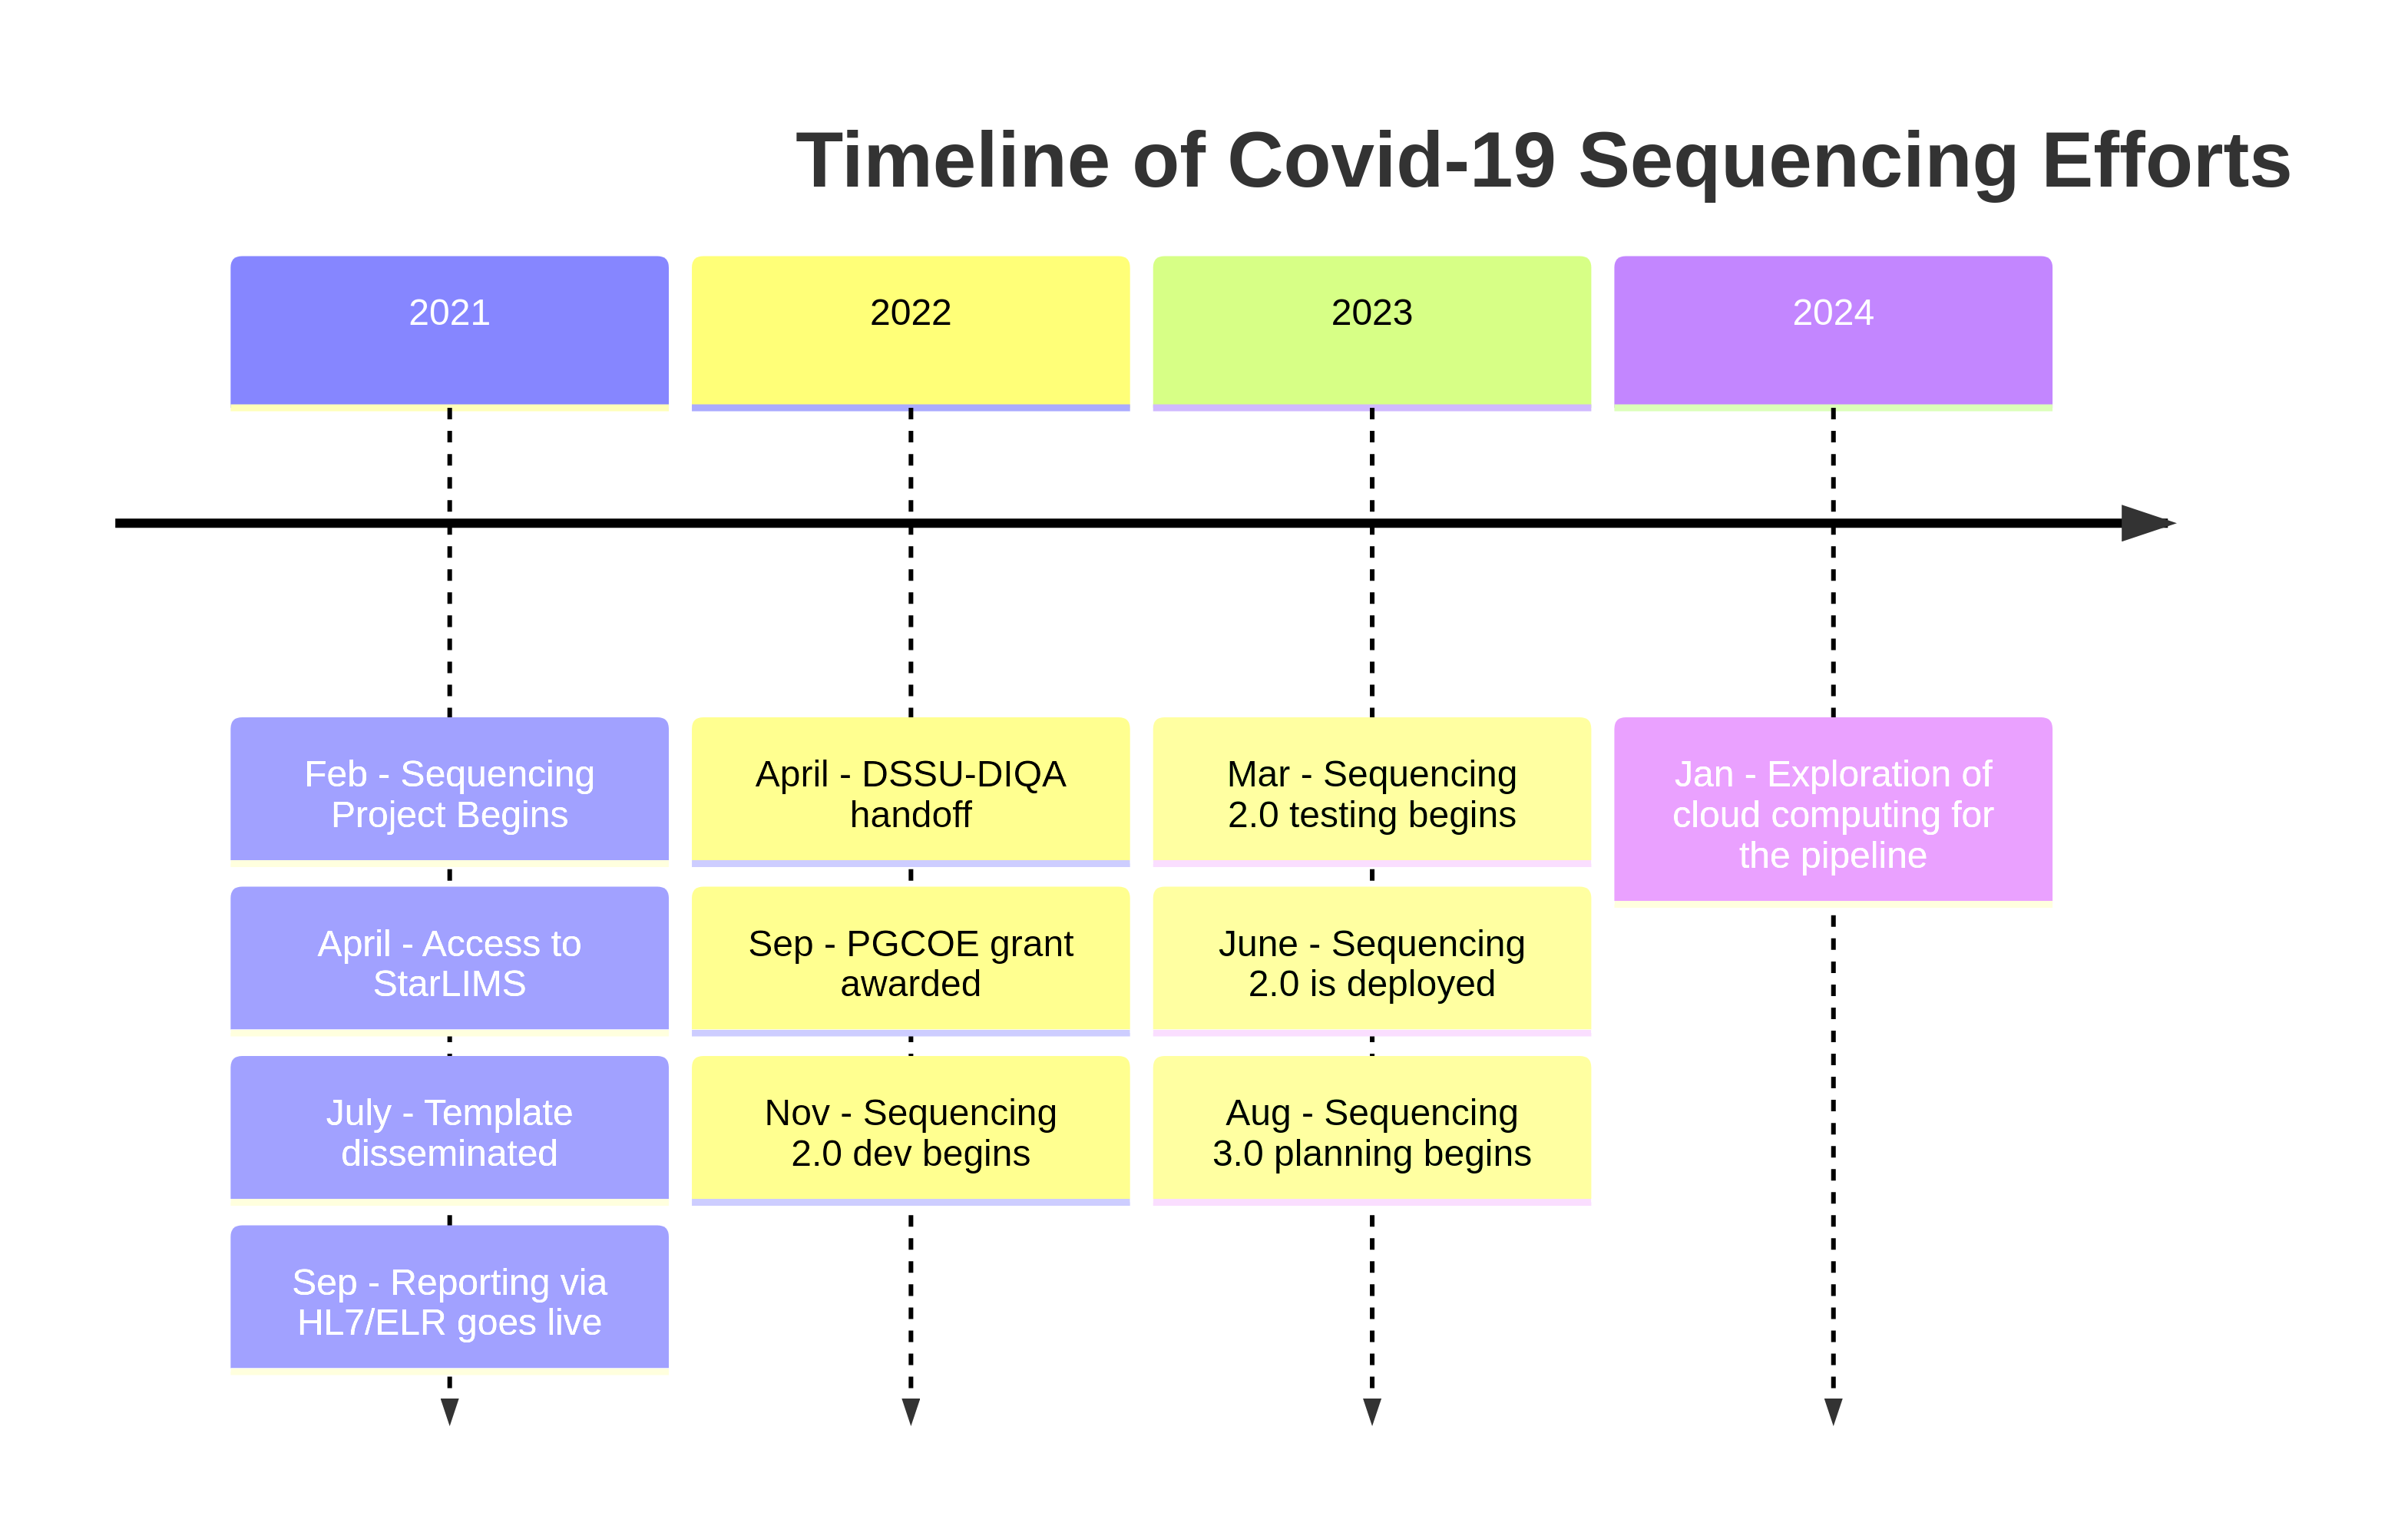 Timeline of Covid-19 Sequencing Efforts
2021
2022
2023
2024
Feb - Sequencing
Project Begins
April - Access to
StarLIMS
July - Template
disseminated
Sep - Reporting via
HL7/ELR goes live
April - DSSU-DIQA
handoff
Sep - PGCOE grant
awarded
Nov - Sequencing
2.0 dev begins
Mar - Sequencing
2.0 testing begins
June - Sequencing
2.0 is deployed
Aug - Sequencing
3.0 planning begins
Jan - Exploration of
cloud computing for
the pipeline